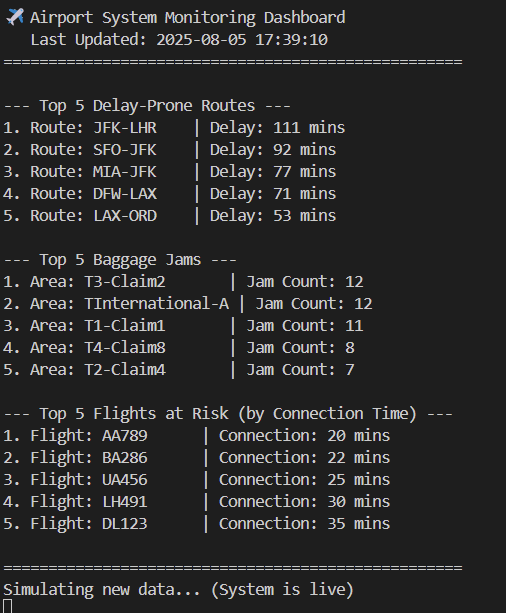 ✈️ Airport System Monitoring Dashboard
Last Updated: 2025-08-05 17:39:10
===================================================
--- Top 5 Delay-Prone Routes ---
1. Route: JFK-LHR    | Delay: 111 mins
2. Route: SFO-JFK    | Delay: 92 mins
3. Route: MIA-JFK    | Delay: 77 mins
4. Route: DFW-LAX    | Delay: 71 mins
5. Route: LAX-ORD    | Delay: 53 mins
--- Top 5 Baggage Jams ---
1. Area: T3-Claim2       | Jam Count: 12
2. Area: TInternational-A | Jam Count: 12
3. Area: T1-Claim1       | Jam Count: 11
4. Area: T4-Claim8       | Jam Count: 8
5. Area: T2-Claim4       | Jam Count: 7
--- Top 5 Flights at Risk (by Connection Time) ---
1. Flight: AA789      | Connection: 20 mins
2. Flight: BA286      | Connection: 22 mins
3. Flight: UA456      | Connection: 25 mins
4. Flight: LH491      | Connection: 30 mins
5. Flight: DL123      | Connection: 35 mins
===================================================
Simulating new data... (System is live)